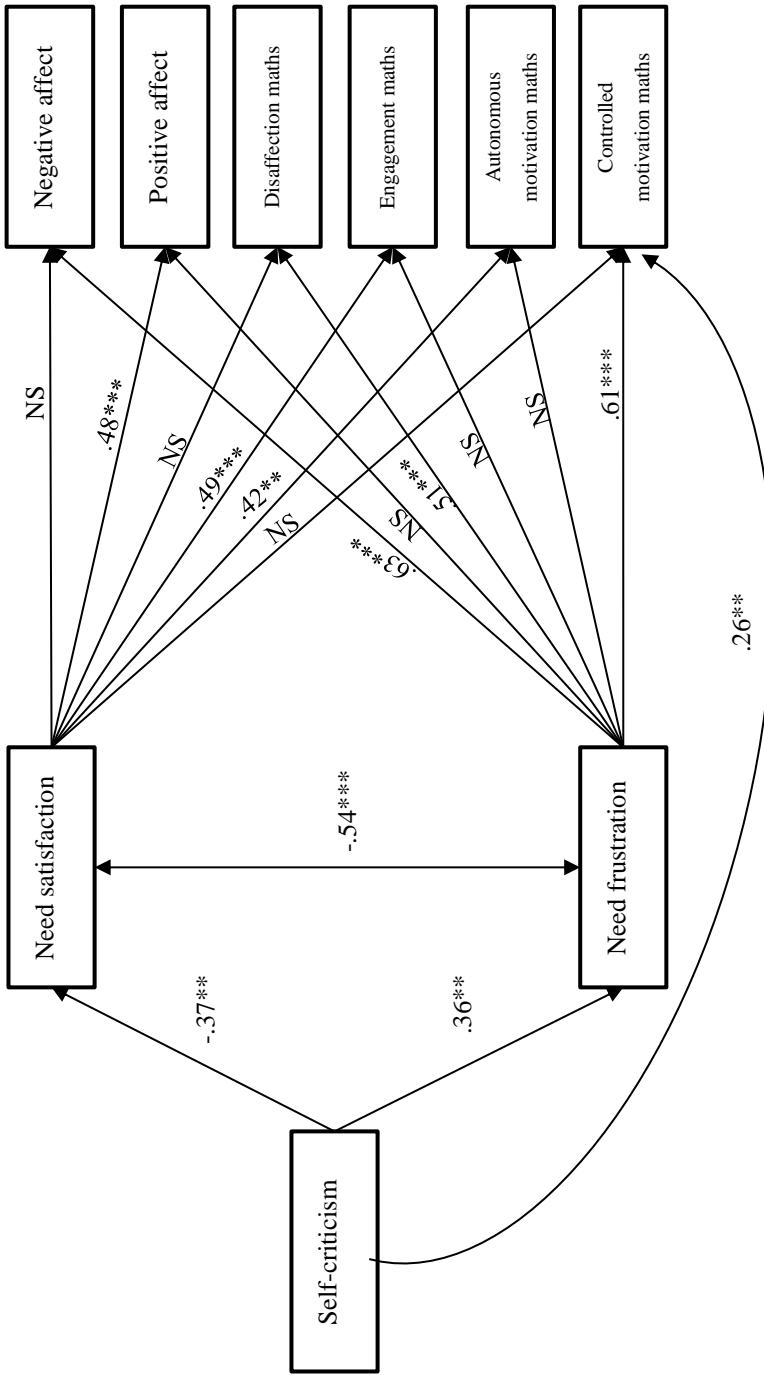 Self-criticism
-.37**
.36**
.26**
Need satisfaction
-.54***
Need frustration
NS
.48***
NS
.49***
.42**
NS
.63***
NS
.51***
NS
NS
.61***
Negative affect
Positive affect
Disaffection maths
Engagement maths
Autonomous
motivation maths
Controlled
motivation maths